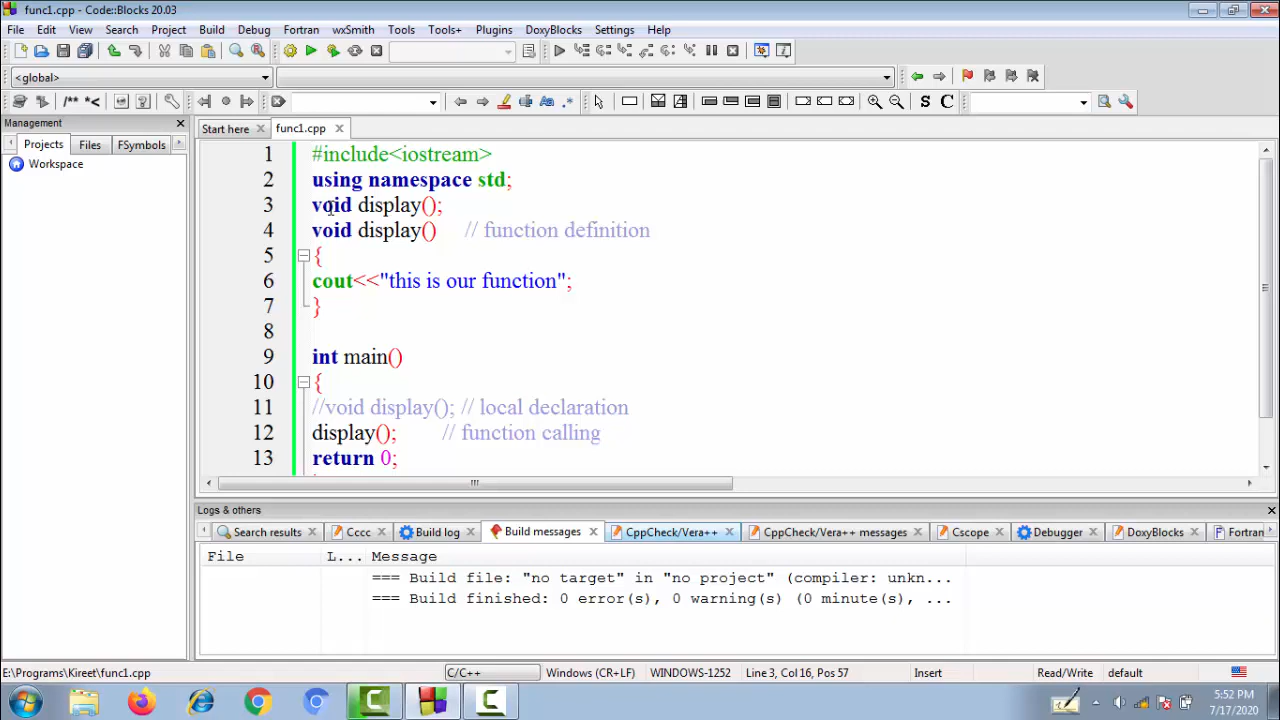 func1.cpp - Code::Blocks 20.03
File Edit View Search Project Build Debug Fortran wxSmith Tools Tools+ Plugins DoxyBlocks Settings Help
<global>
/** *<
S C
Management
Projects Files FSymbols
Workspace
Start here func1.cpp
1 #include<iostream>
2 using namespace std;
3 void display();
4 void display() // function definition
5 {
6 cout<<"this is our function";
7 }
8
9 int main()
10 {
11 //void display(); // local declaration
12 display(); // function calling
13 return 0;
Logs & others
Search results Cccc Build log Build messages CppCheck/Vera++ CppCheck/Vera++ messages Cscope Debugger DoxyBlocks Fortran
File L... Message
=== Build file: "no target" in "no project" (compiler: unkn...
=== Build finished: 0 error(s), 0 warning(s) (0 minute(s), ...
E:\Programs\Kireet\func1.cpp C/C++ Windows (CR+LF) WINDOWS-1252 Line 3, Col 16, Pos 57 Insert Read/Write default
5:52 PM
7/17/2020